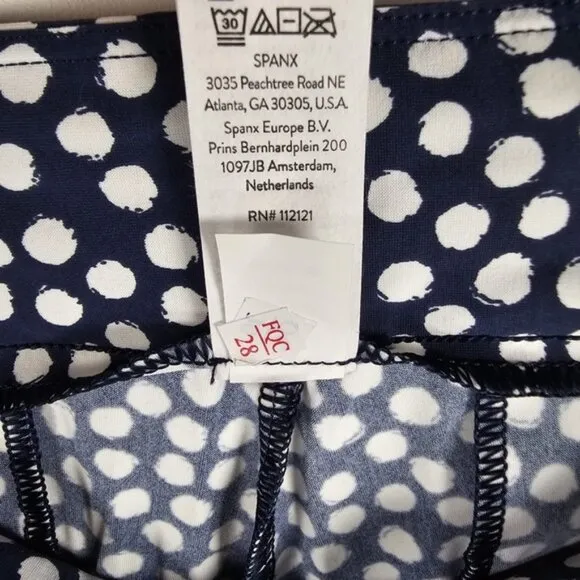 30
SPANX
3035 Peachtree Road NE
Atlanta, GA 30305, U.S.A.
Spanx Europe B.V.
Prins Bernhardplein 200
1097JB Amsterdam,
Netherlands
RN# 112121
FQC
28